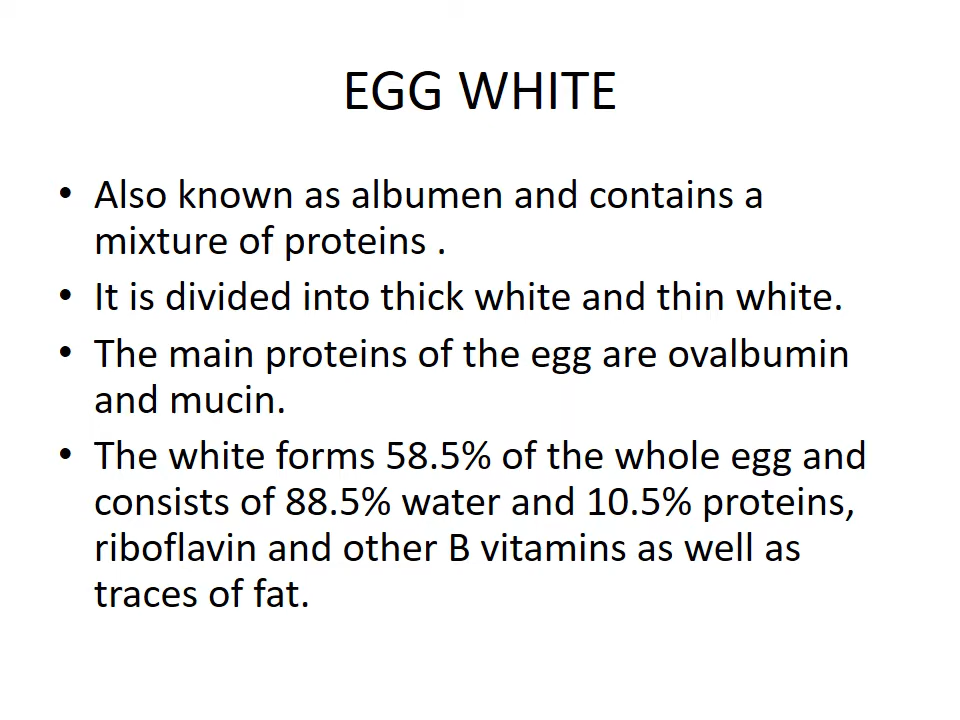 EGG WHITE
• Also known as albumen and contains a
mixture of proteins .
• It is divided into thick white and thin white.
• The main proteins of the egg are ovalbumin
and mucin.
• The white forms 58.5% of the whole egg and
consists of 88.5% water and 10.5% proteins,
riboflavin and other B vitamins as well as
traces of fat.